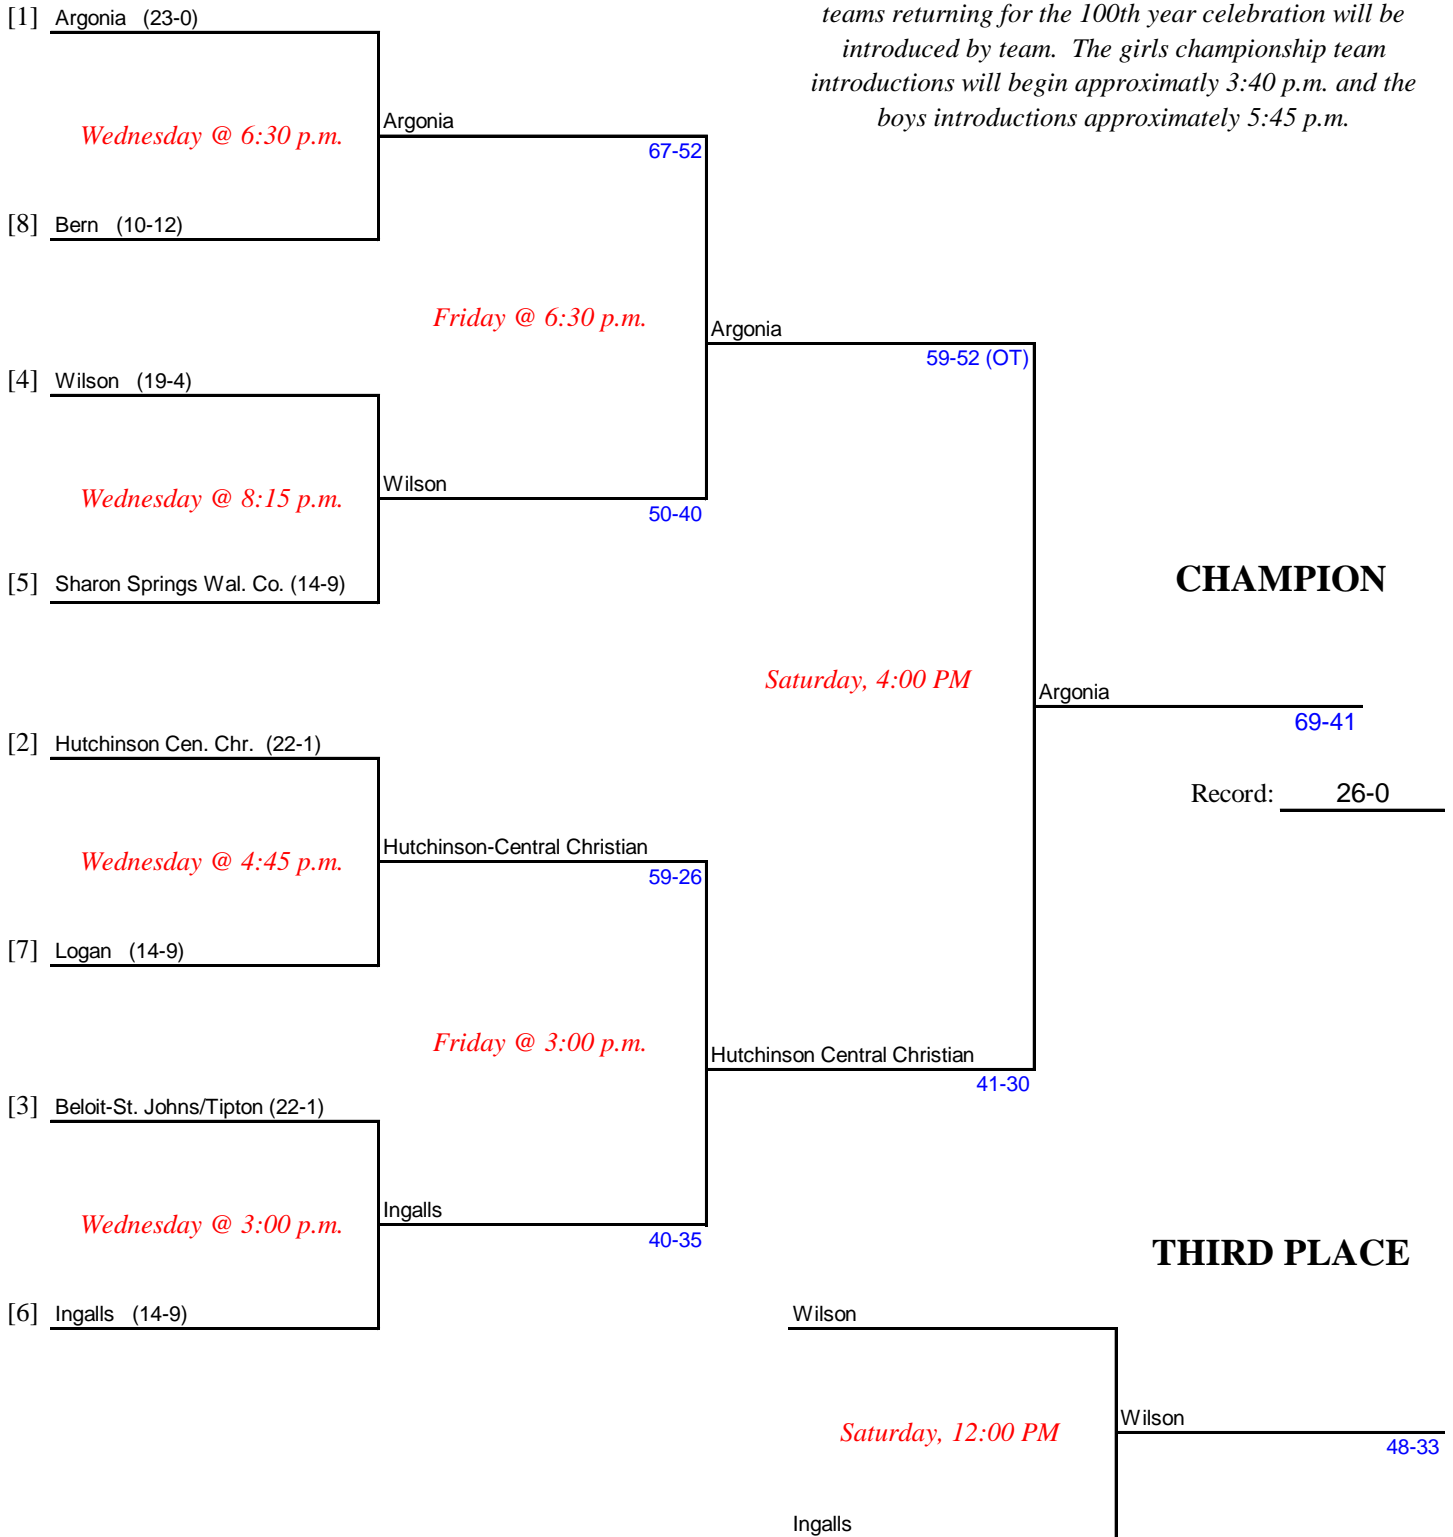 teams returning for the 100th year celebration will be
introduced by team. The girls championship team
introductions will begin approximatly 3:40 p.m. and the
boys introductions approximately 5:45 p.m.
[1] Argonia (23-0)
Wednesday @ 6:30 p.m.
Argonia
67-52
[8] Bern (10-12)
Friday @ 6:30 p.m.
Argonia
59-52 (OT)
[4] Wilson (19-4)
Wednesday @ 8:15 p.m.
Wilson
50-40
[5] Sharon Springs Wal. Co. (14-9)
CHAMPION
Saturday, 4:00 PM
Argonia
69-41
Record: 26-0
[2] Hutchinson Cen. Chr. (22-1)
Wednesday @ 4:45 p.m.
Hutchinson-Central Christian
59-26
[7] Logan (14-9)
Friday @ 3:00 p.m.
Hutchinson Central Christian
41-30
[3] Beloit-St. Johns/Tipton (22-1)
Wednesday @ 3:00 p.m.
Ingalls
40-35
[6] Ingalls (14-9)
THIRD PLACE
Wilson
Saturday, 12:00 PM
Wilson
48-33
Ingalls